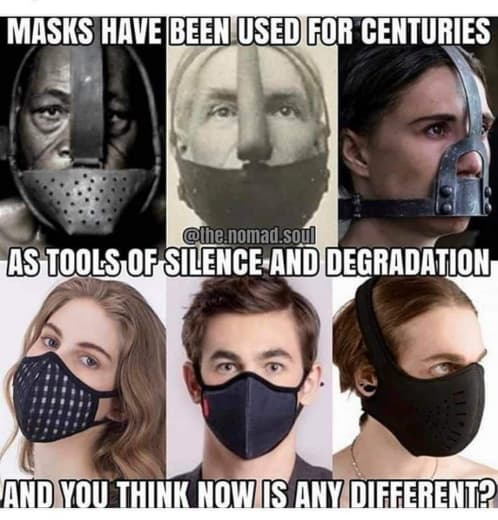 MASKS HAVE BEEN USED FOR CENTURIES
@the.nomad.soul
AS TOOLS OF SILENCE AND DEGRADATION
AND YOU THINK NOW IS ANY DIFFERENT?